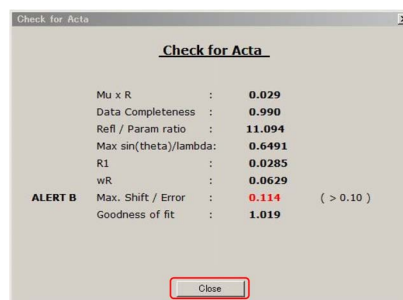 Check for Acta
Check for Acta
Mu x R : 0.029
Data Completeness : 0.990
Refl / Param ratio : 11.094
Max sin(theta)/lambda: 0.6491
R1 : 0.0285
wR : 0.0629
ALERT B Max. Shift / Error : 0.114 ( > 0.10 )
Goodness of fit : 1.019
Close